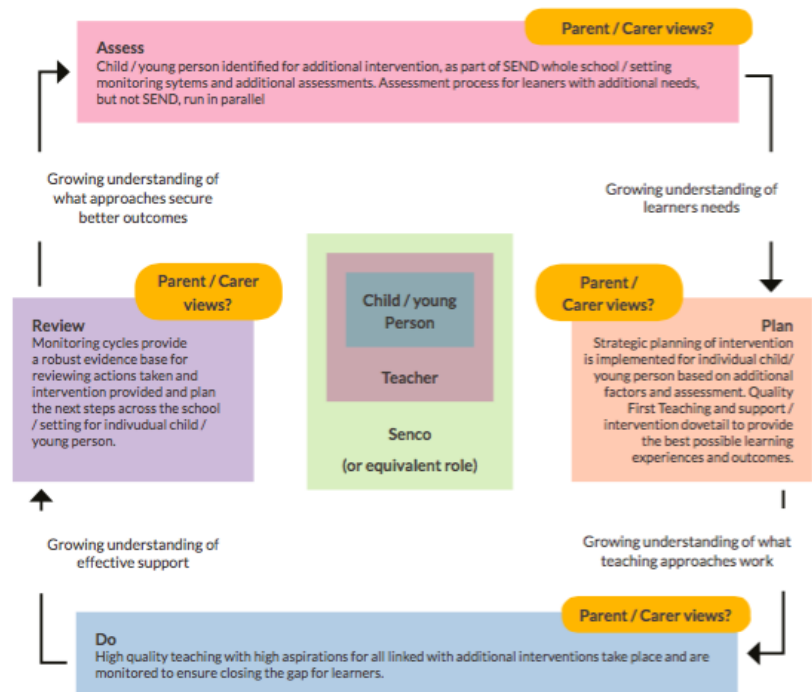 Parent / Carer views?
Assess
Child / young person identified for additional intervention, as part of SEND whole school / setting
monitoring sytems and additional assessments. Assessment process for leaners with additional needs,
but not SEND, run in parallel
Growing understanding of
what approaches secure
better outcomes
Growing understanding of
learners needs
Parent / Carer
views?
Review
Monitoring cycles provide
a robust evidence base for
reviewing actions taken and
intervention provided and plan
the next steps across the school
/ setting for indivudual child /
young person.
Child / young
Person
Teacher
Senco
(or equivalent role)
Parent /
Carer views?
Plan
Strategic planning of intervention
is implemented for individual child/
young person based on additional
factors and assessment. Quality
First Teaching and support /
intervention dovetail to provide
the best possible learning
experiences and outcomes.
Growing understanding of
effective support
Growing understanding of what
teaching approaches work
Parent / Carer views?
Do
High quality teaching with high aspirations for all linked with additional interventions take place and are
monitored to ensure closing the gap for learners.